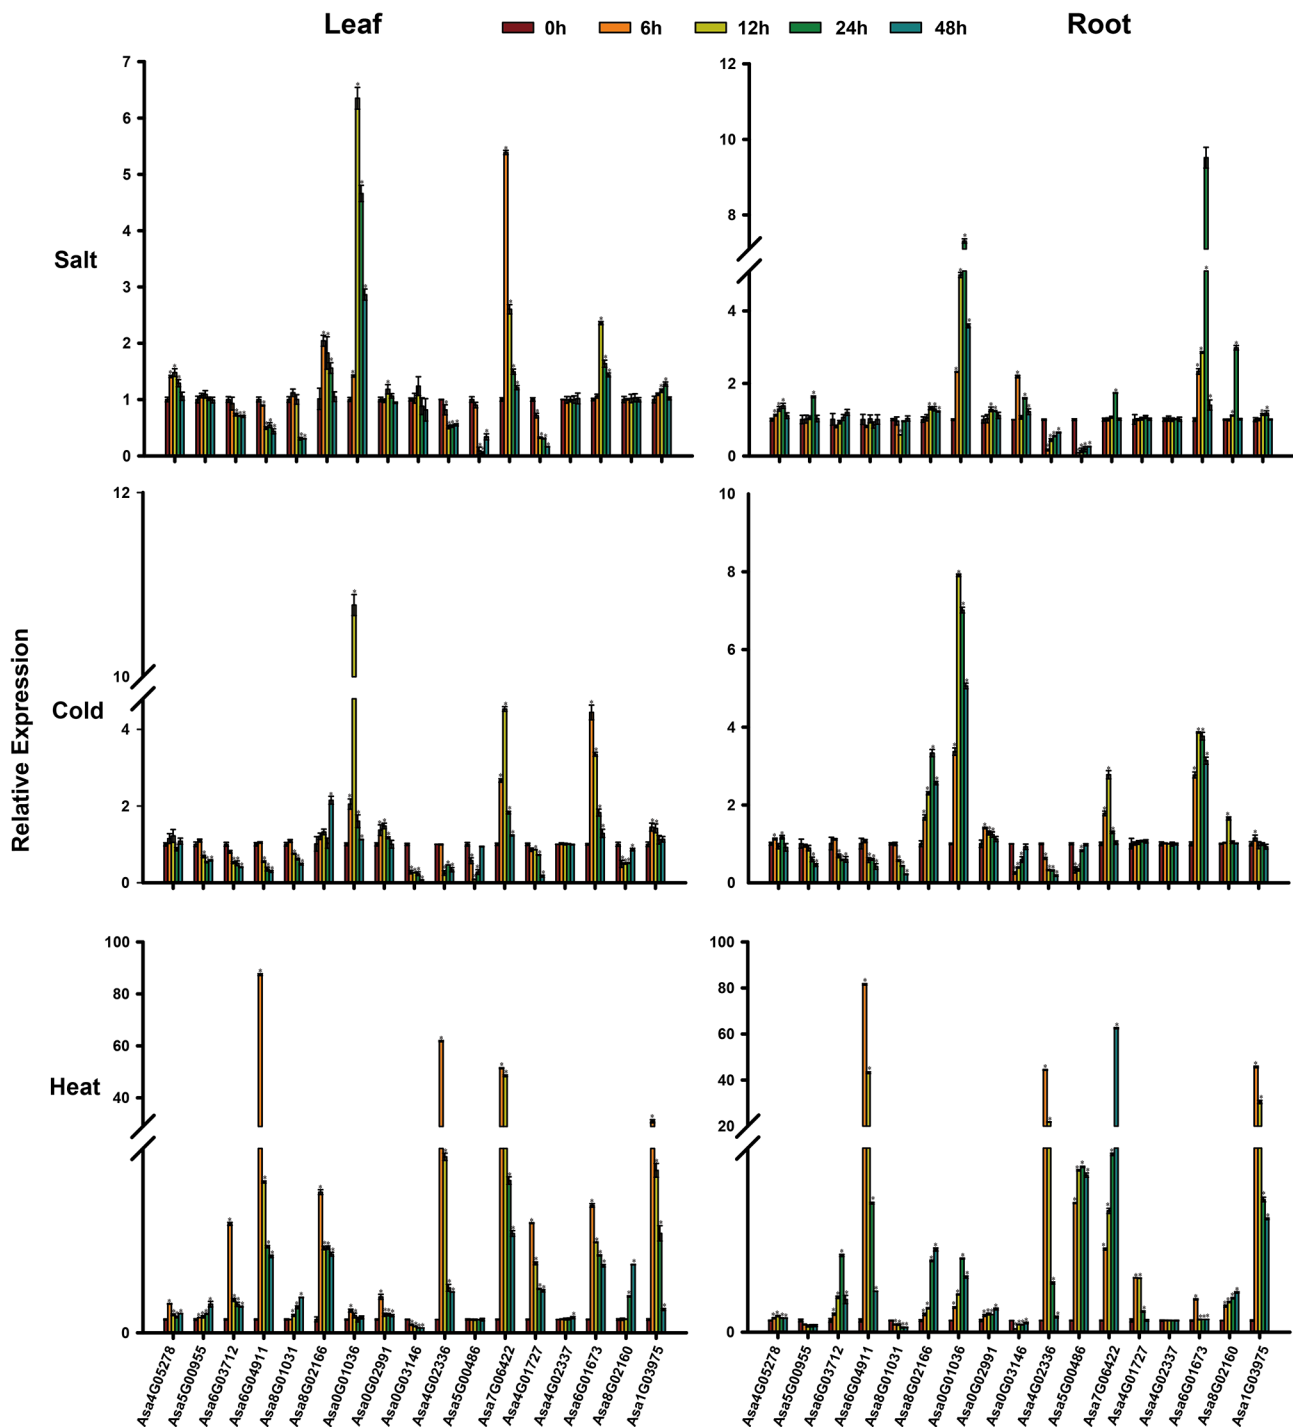 Leaf
0h 6h 12h 24h 48h
Root
Relative Expression
Salt
7
6
5
4
3
2
1
0
12
10
8
4
2
0
Cold
12
10
4
2
0
10
8
6
4
2
0
Heat
100
80
60
40
0
100
80
60
40
20
0
Asa4G05278
Asa5G00955
Asa6G03712
Asa6G04911
Asa8G01031
Asa8G02166
Asa0G01036
Asa0G02991
Asa0G03146
Asa4G02336
Asa5G00486
Asa7G06422
Asa4G01727
Asa4G02337
Asa6G01673
Asa8G02160
Asa1G03975
Asa4G05278
Asa5G00955
Asa6G03712
Asa6G04911
Asa8G01031
Asa8G02166
Asa0G01036
Asa0G02991
Asa0G03146
Asa4G02336
Asa5G00486
Asa7G06422
Asa4G01727
Asa4G02337
Asa6G01673
Asa8G02160
Asa1G03975